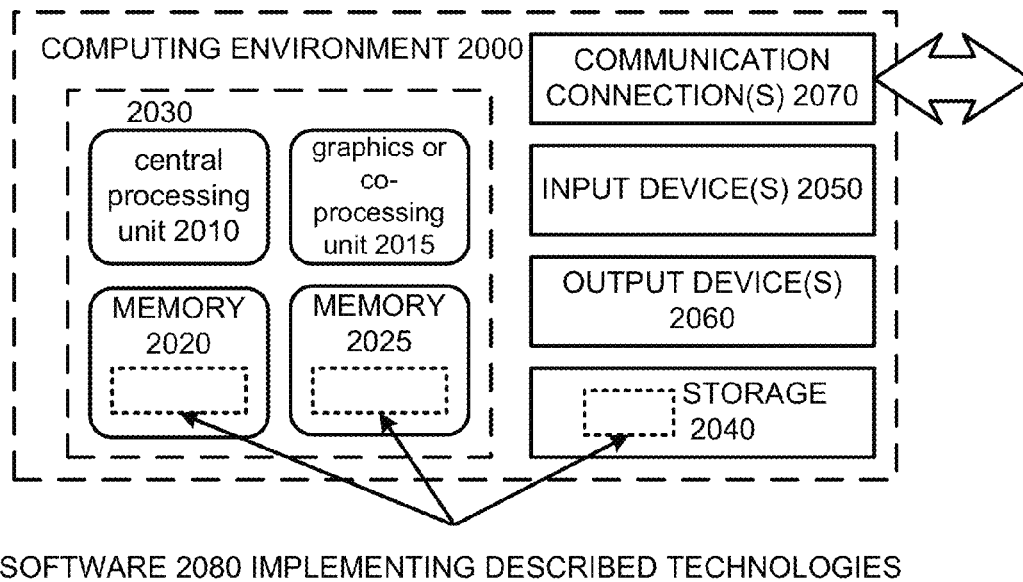 COMPUTING ENVIRONMENT 2000
2030
central
processing
unit 2010
graphics or
co-
processing
unit 2015
MEMORY
2020
MEMORY
2025
COMMUNICATION
CONNECTION(S) 2070
INPUT DEVICE(S) 2050
OUTPUT DEVICE(S)
2060
STORAGE
2040
SOFTWARE 2080 IMPLEMENTING DESCRIBED TECHNOLOGIES